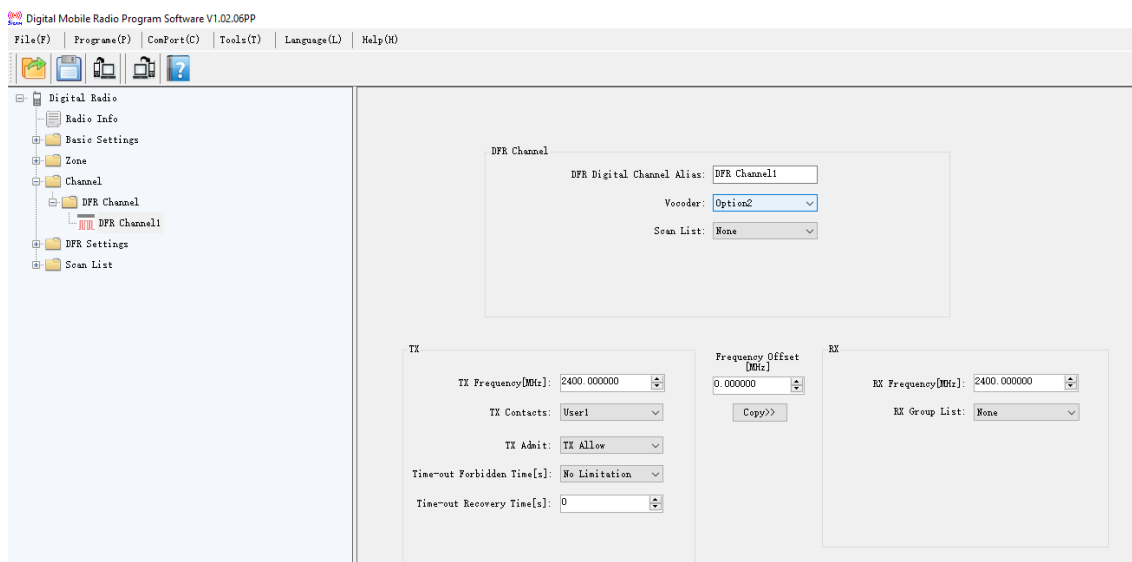 Digital Mobile Radio Program Software V1.02.06PP
File(F) Programe(P) ComPort(C) Tools(T) Language(L) Help(H)
Digital Radio
Radio Info
Basic Settings
Zone
Channel
DFR Channel
DFR Channel1
DFR Settings
Scan List
DFR Channel
DFR Digital Channel Alias: DFR Channel1
Vocoder: Option2
Scan List: None
TX
TX Frequency[MHz]: 2400.000000
TX Contacts: User1
TX Admit: TX Allow
Time-out Forbidden Time[s]: No Limitation
Time-out Recovery Time[s]: 0
Frequency Offset
[MHz]
0.000000
Copy>>
RX
RX Frequency[MHz]: 2400.000000
RX Group List: None